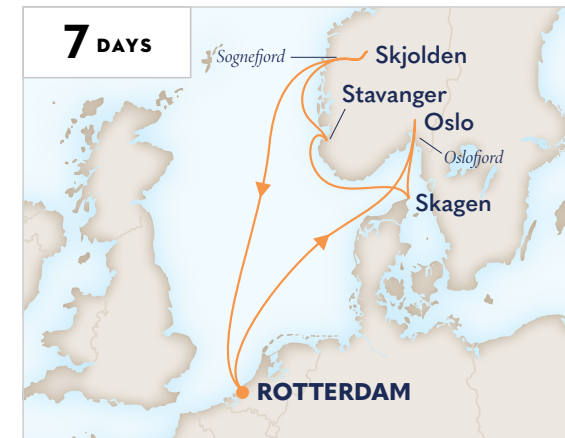 7 DAYS
Sognefjord
Skjolden
Stavanger
Oslo
Oslofjord
Skagen
ROTTERDAM